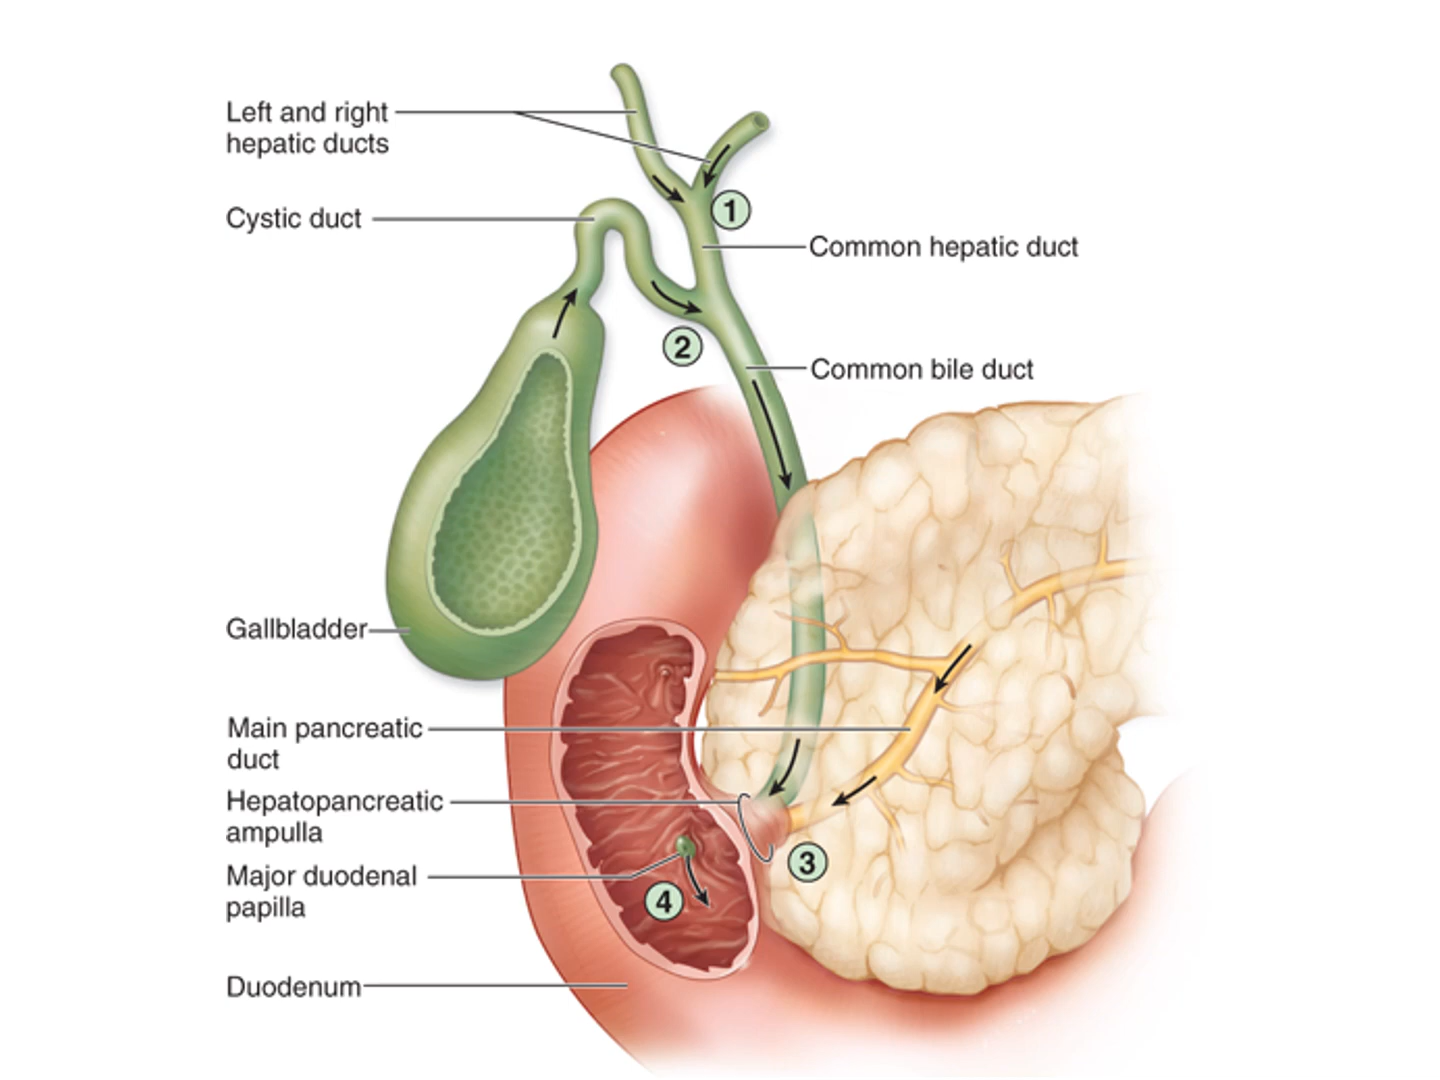 Left and right
hepatic ducts
1
Cystic duct
Common hepatic duct
2
Common bile duct
Gallbladder
Main pancreatic
duct
Hepatopancreatic
ampulla
3
Major duodenal
papilla
4
Duodenum